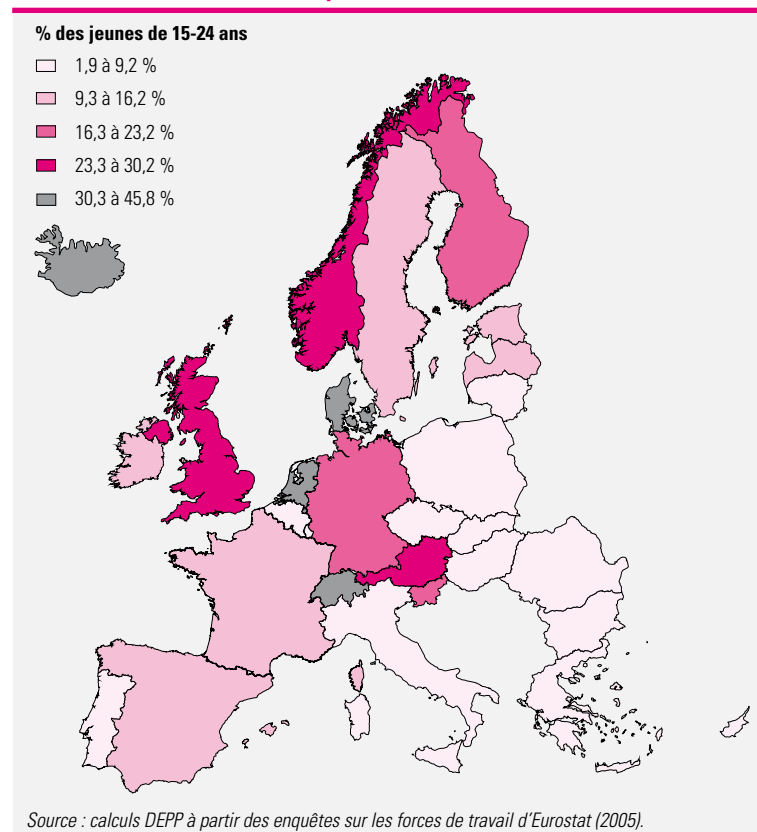 % des jeunes de 15-24 ans
1,9 à 9,2 %
9,3 à 16,2 %
16,3 à 23,2 %
23,3 à 30,2 %
30,3 à 45,8 %
Source : calculs DEPP à partir des enquêtes sur les forces de travail d'Eurostat (2005).